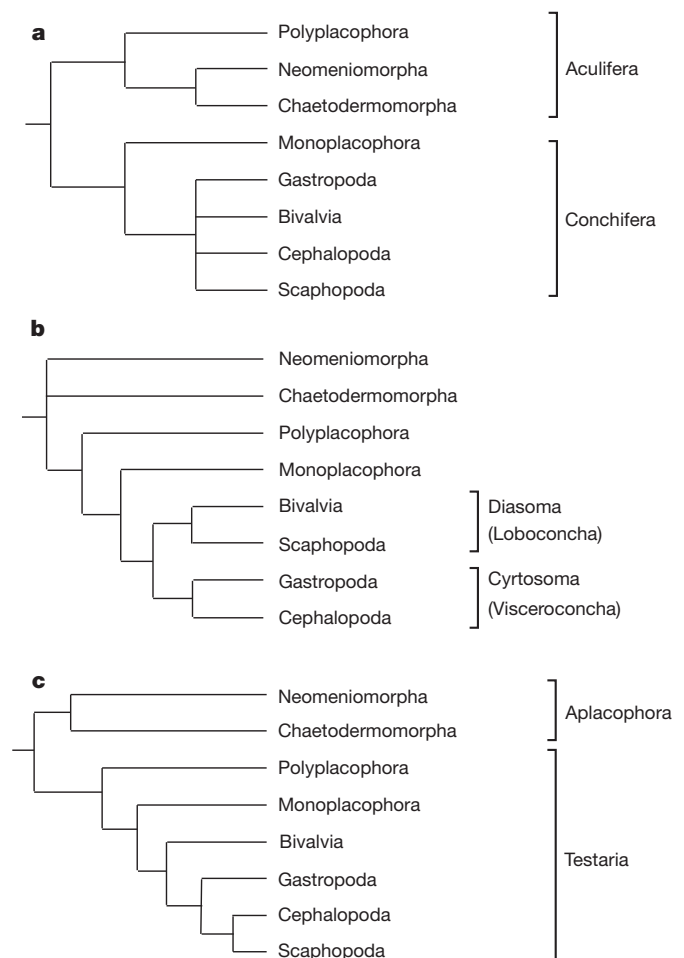 a
Polyplacophora
Neomeniomorpha
Chaetodermomorpha
Aculifera
Monoplacophora
Gastropoda
Bivalvia
Cephalopoda
Scaphopoda
Conchifera
b
Neomeniomorpha
Chaetodermomorpha
Polyplacophora
Monoplacophora
Bivalvia
Scaphopoda
Diasoma
(Loboconcha)
Gastropoda
Cephalopoda
Cyrtosoma
(Visceroconcha)
c
Neomeniomorpha
Chaetodermomorpha
Aplacophora
Polyplacophora
Monoplacophora
Bivalvia
Gastropoda
Cephalopoda
Scaphopoda
Testaria